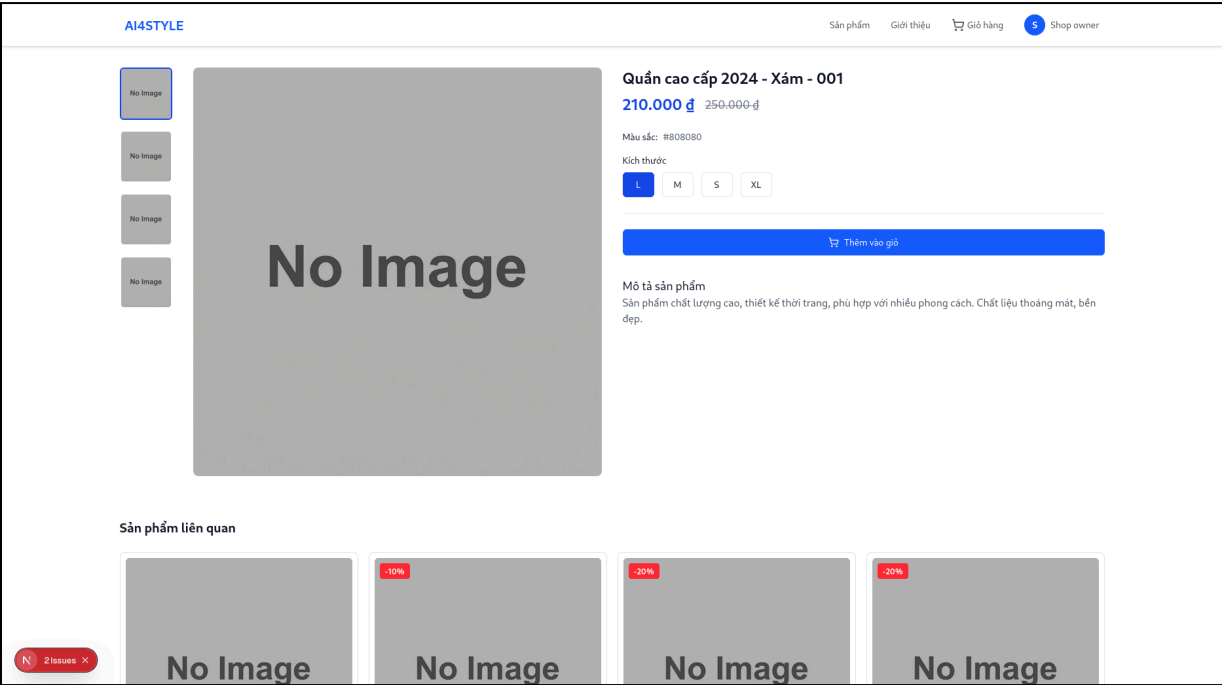 AI4STYLE
Sản phẩm
Giới thiệu
Giỏ hàng
S
Shop owner
No Image
No Image
No Image
No Image
No Image
Quần cao cấp 2024 - Xám - 001
210.000 ₫ 250.000 ₫
Màu sắc: #808080
Kích thước
L
M
S
XL
Thêm vào giỏ
Mô tả sản phẩm
Sản phẩm chất lượng cao, thiết kế thời trang, phù hợp với nhiều phong cách. Chất liệu thoáng mát, bền
đẹp.
Sản phẩm liên quan
No Image
-10%
No Image
-20%
No Image
-20%
No Image
N
2 Issues